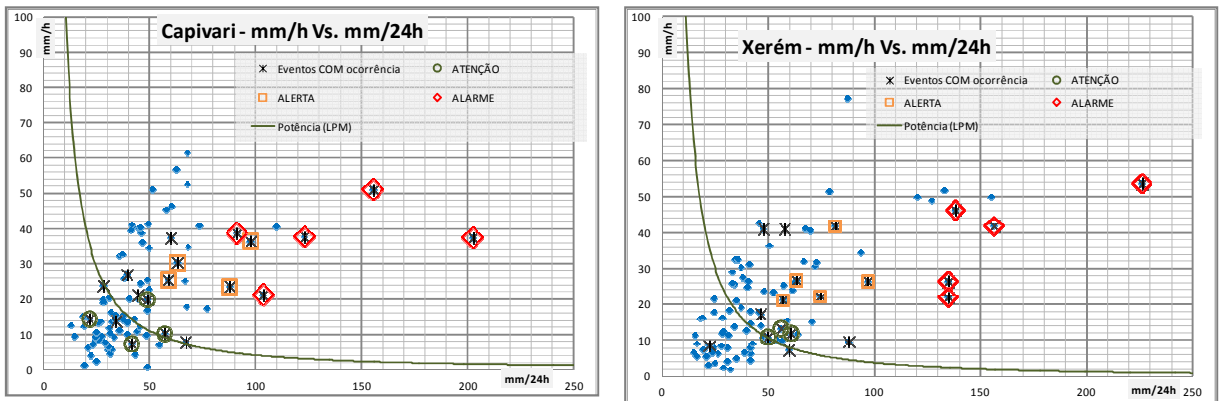 Capivari - mm/h Vs. mm/24h
mm/h
Eventos COM ocorrência
ATENÇÃO
ALERTA
ALARME
Potência (LPM)
100
90
80
70
60
50
40
30
20
10
0
0 50 100 150 200 250
mm/24h
Xerém - mm/h Vs. mm/24h
mm/h
Eventos COM ocorrência
ATENÇÃO
ALERTA
ALARME
Potência (LPM)
100
90
80
70
60
50
40
30
20
10
0
0 50 100 150 200 250
mm/24h